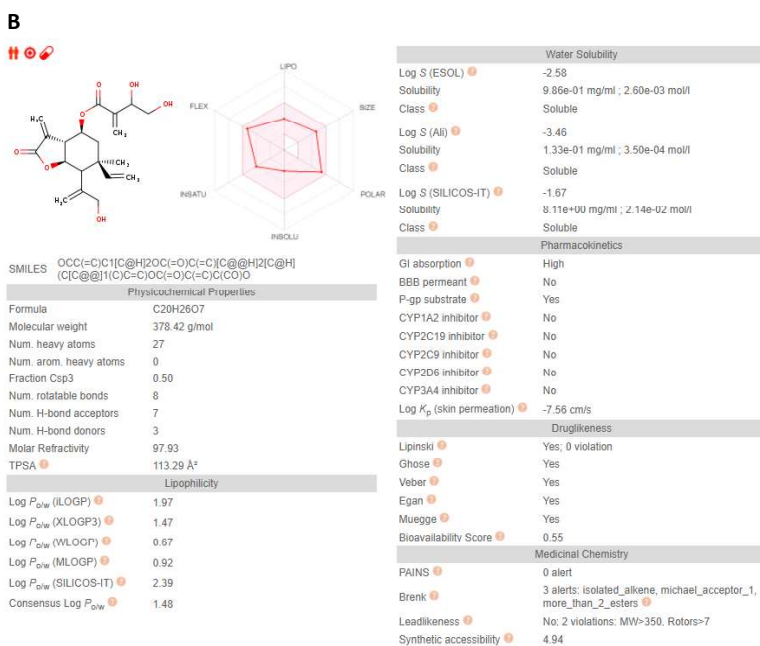 B
LIPO
SIZE
POLAR
INSOLU
INSATU
FLEX
O
OH
OH
O
CH₂
H₂C
H
O
O
H
CH₃
CH₂
H₂C
OH
SMILES OCC(=C)C1[C@H]2OC(=O)C(=C)[C@@H]2[C@H]
(C[C@@]1(C)C=C)OC(=O)C(=C)C(CO)O
Physicochemical Properties
Formula C20H26O7
Molecular weight 378.42 g/mol
Num. heavy atoms 27
Num. arom. heavy atoms 0
Fraction Csp3 0.50
Num. rotatable bonds 8
Num. H-bond acceptors 7
Num. H-bond donors 3
Molar Refractivity 97.93
TPSA ? 113.29 Ų
Lipophilicity
Log Po/w (iLOGP) ? 1.97
Log Po/w (XLOGP3) ? 1.47
Log Po/w (WLOGP) ? 0.67
Log Po/w (MLOGP) ? 0.92
Log Po/w (SILICOS-IT) ? 2.39
Consensus Log Po/w ? 1.48
Water Solubility
Log S (ESOL) ? -2.58
Solubility 9.86e-01 mg/ml ; 2.60e-03 mol/l
Class ? Soluble
Log S (Ali) ? -3.46
Solubility 1.33e-01 mg/ml ; 3.50e-04 mol/l
Class ? Soluble
Log S (SILICOS-IT) ? -1.67
Solubility 8.11e+00 mg/ml ; 2.14e-02 mol/l
Class ? Soluble
Pharmacokinetics
GI absorption ? High
BBB permeant ? No
P-gp substrate ? Yes
CYP1A2 inhibitor ? No
CYP2C19 inhibitor ? No
CYP2C9 inhibitor ? No
CYP2D6 inhibitor ? No
CYP3A4 inhibitor ? No
Log Kp (skin permeation) ? -7.56 cm/s
Druglikeness
Lipinski ? Yes; 0 violation
Ghose ? Yes
Veber ? Yes
Egan ? Yes
Muegge ? Yes
Bioavailability Score ? 0.55
Medicinal Chemistry
PAINS ? 0 alert
Brenk ? 3 alerts: isolated_alkene, michael_acceptor_1,
more_than_2_esters ?
Leadlikeness ? No; 2 violations: MW>350, Rotors>7
Synthetic accessibility ? 4.94